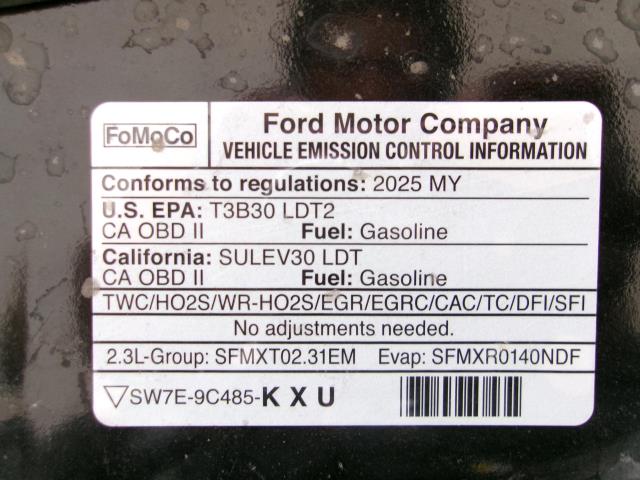 FoMoCo
Ford Motor Company
VEHICLE EMISSION CONTROL INFORMATION
Conforms to regulations: 2025 MY
U.S. EPA: T3B30 LDT2
CA OBD II Fuel: Gasoline
California: SULEV30 LDT
CA OBD II Fuel: Gasoline
TWC/HO2S/WR-HO2S/EGR/EGRC/CAC/TC/DFI/SFI
No adjustments needed.
2.3L-Group: SFMXT02.31EM Evap: SFMXR0140NDF
▽SW7E-9C485-K X U